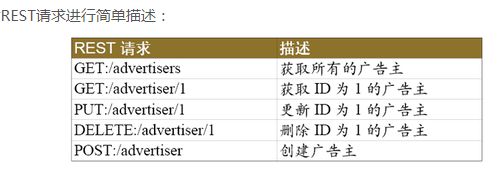 REST请求进行简单描述：
REST 请求 描述
GET:/advertisers 获取所有的广告主
GET:/advertiser/1 获取 ID 为 1 的广告主
PUT:/advertiser/1 更新 ID 为 1 的广告主
DELETE:/advertiser/1 删除 ID 为 1 的广告主
POST:/advertiser 创建广告主